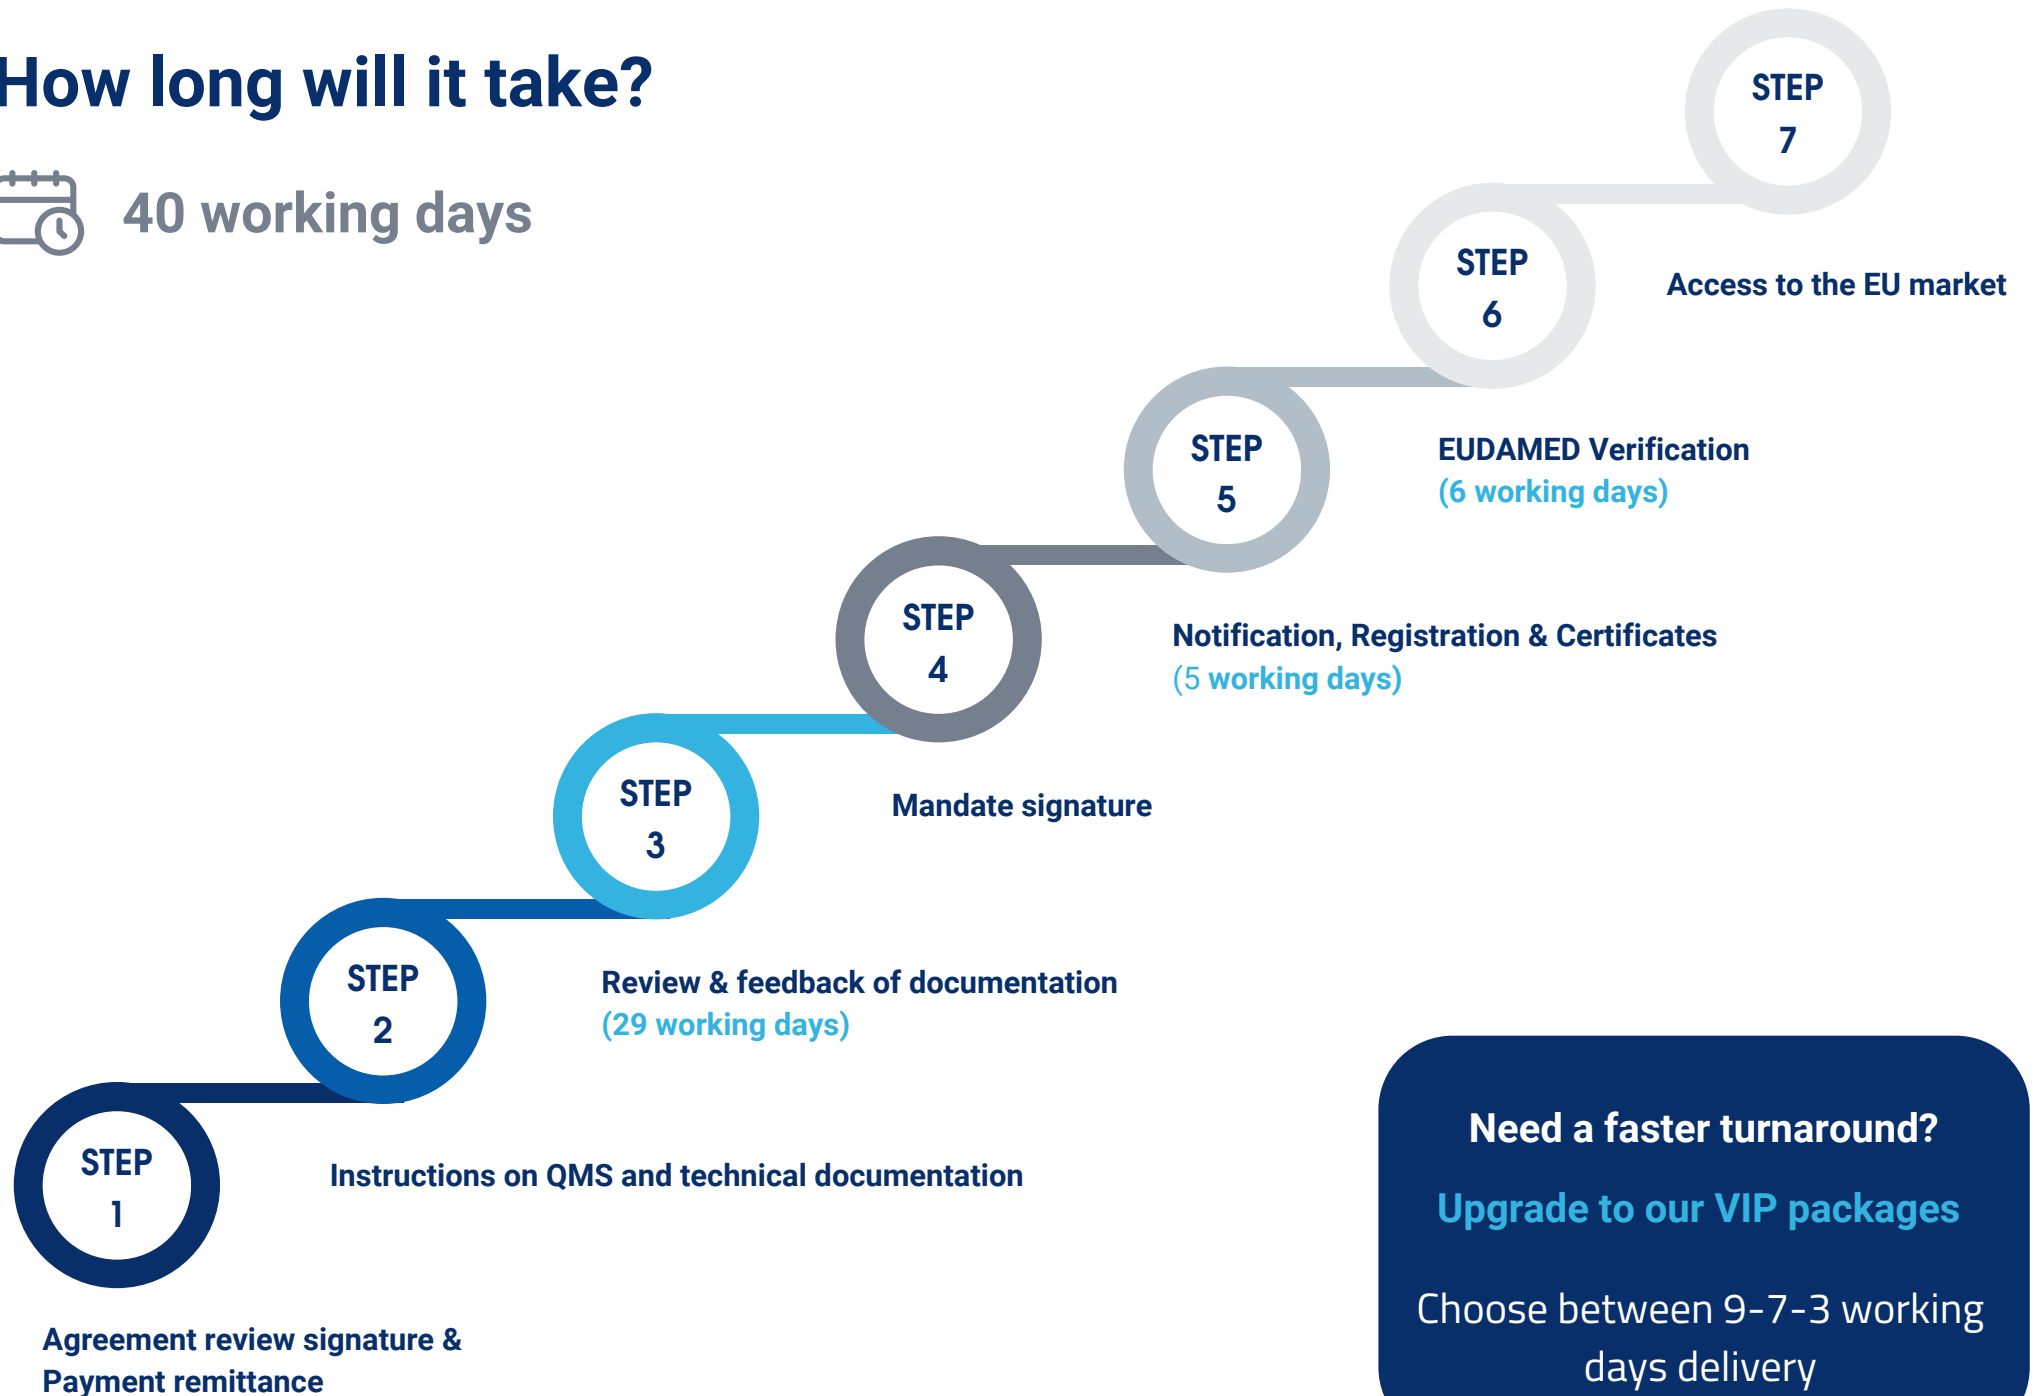 How long will it take?
40 working days
STEP
1
Agreement review signature &
Payment remittance
STEP
2
Instructions on QMS and technical documentation
STEP
3
Review & feedback of documentation
(29 working days)
STEP
4
Mandate signature
STEP
5
Notification, Registration & Certificates
(5 working days)
STEP
6
EUDAMED Verification
(6 working days)
STEP
7
Access to the EU market
Need a faster turnaround?
Upgrade to our VIP packages
Choose between 9-7-3 working
days delivery